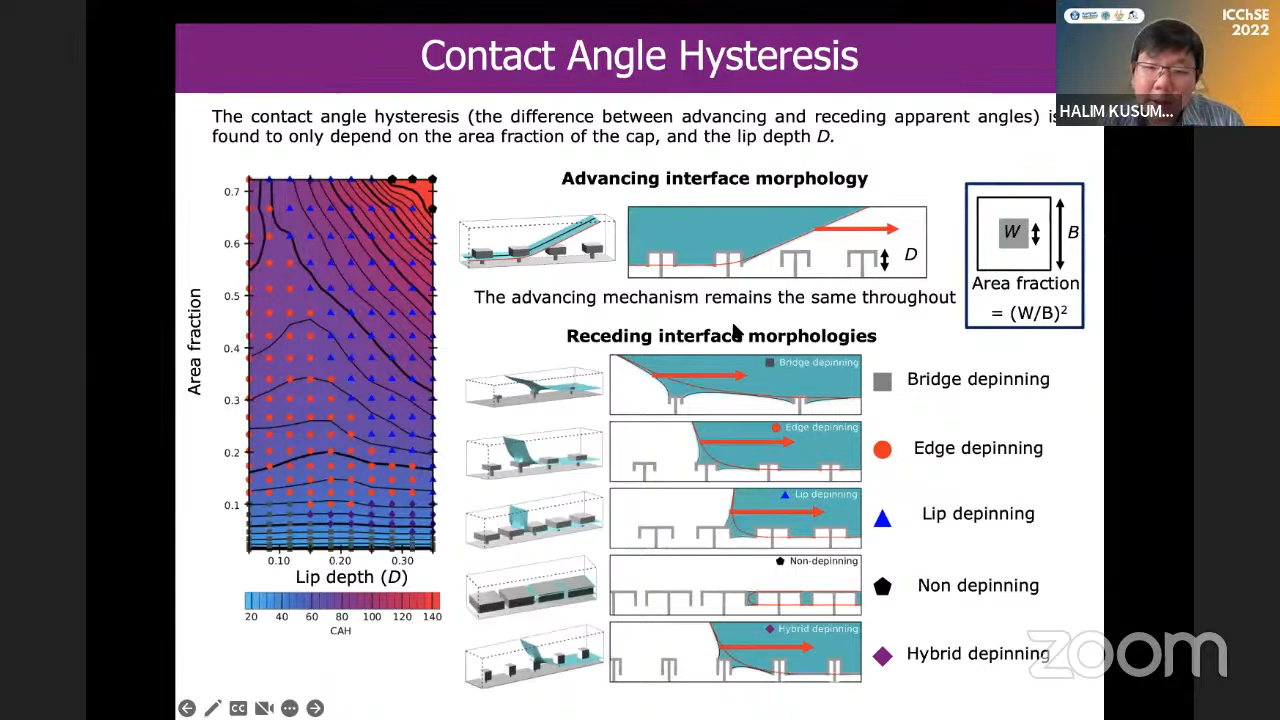 ICChSE
2022
HALIM KUSUM...
Contact Angle Hysteresis
The contact angle hysteresis (the difference between advancing and receding apparent angles) is
found to only depend on the area fraction of the cap, and the lip depth D.
Advancing interface morphology
D
The advancing mechanism remains the same throughout
W
B
Area fraction
= (W/B)²
Receding interface morphologies
Bridge depinning
Bridge depinning
Edge depinning
Edge depinning
Lip depinning
Lip depinning
Non-depinning
Non depinning
Hybrid depinning
Hybrid depinning
Area fraction
0.7
0.6
0.5
0.4
0.3
0.2
0.1
0.10 0.20 0.30
Lip depth (D)
20 40 60 80 100 120 140
CAH
CC
zoom